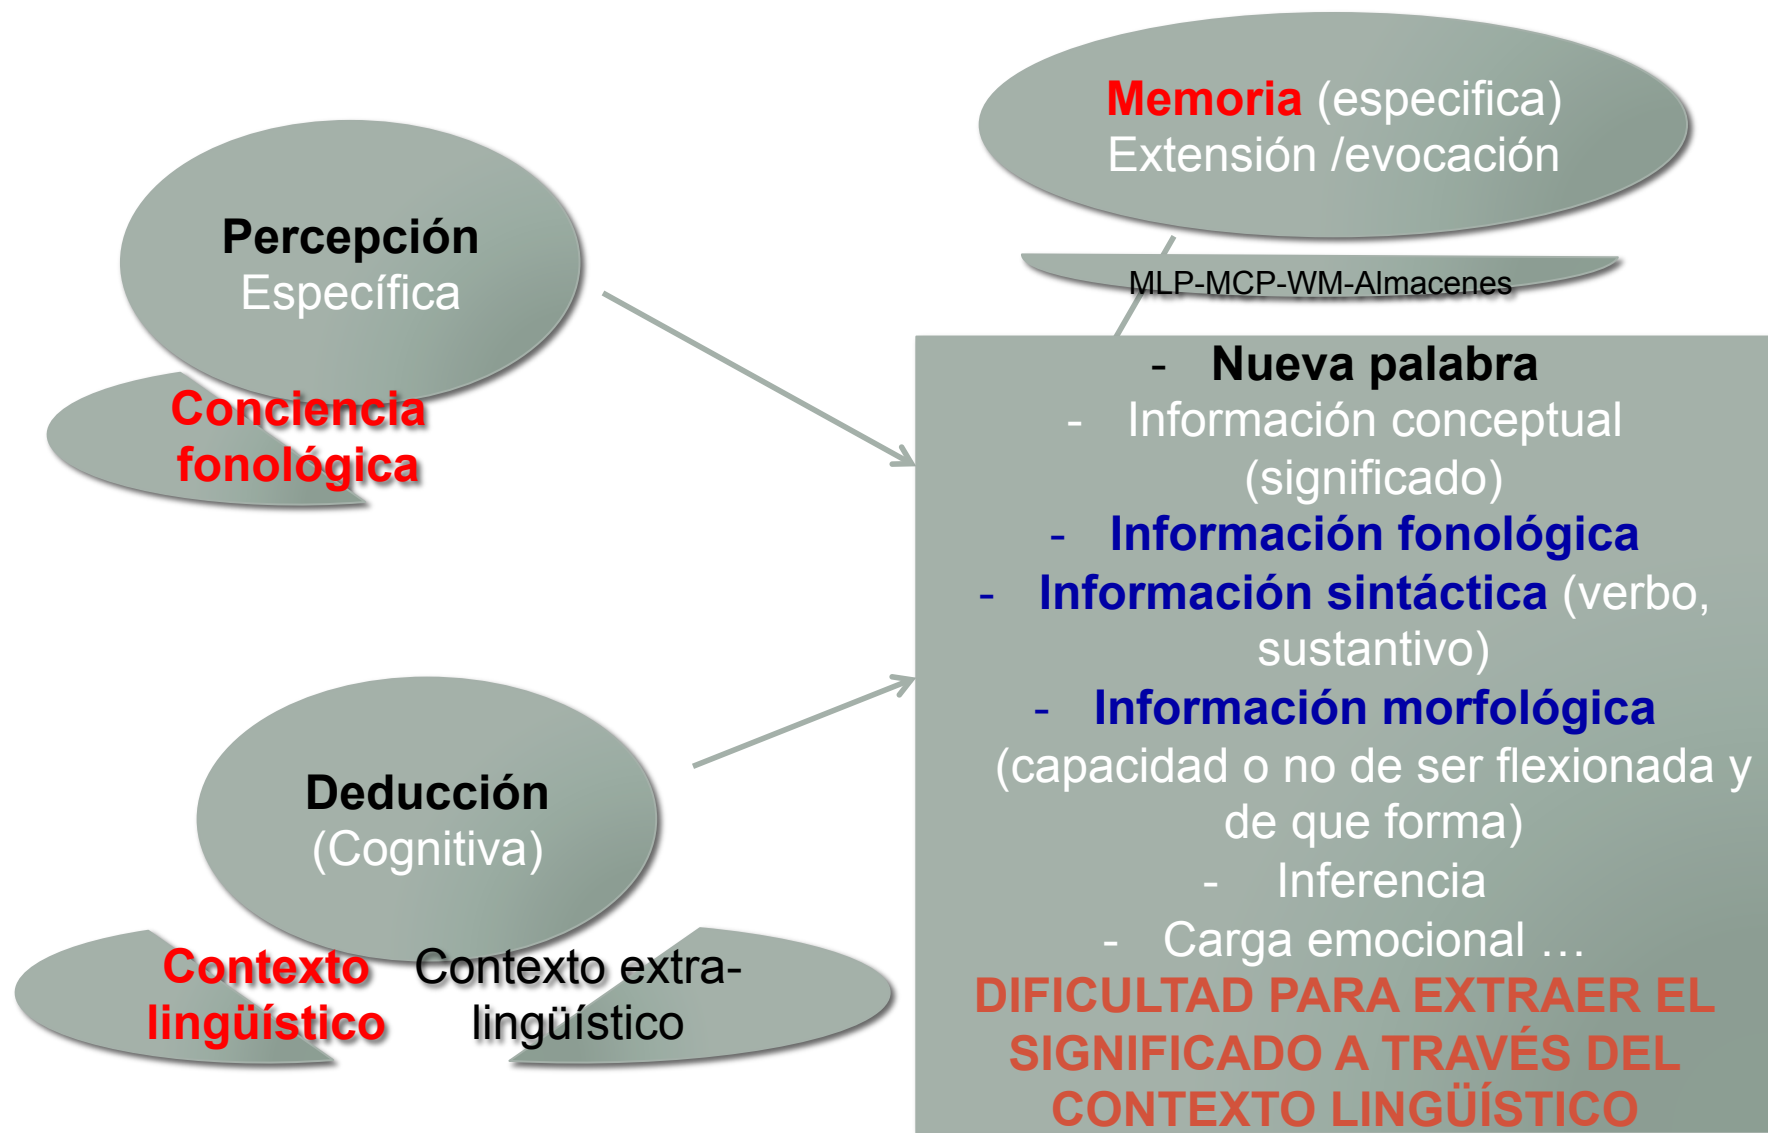 Memoria (especifica)
Extensión /evocación
MLP-MCP-WM-Almacenes
Percepción
Específica
Conciencia
fonológica
Deducción
(Cognitiva)
Contexto
lingüístico
Contexto extra-
lingüístico
- Nueva palabra
- Información conceptual
(significado)
- Información fonológica
- Información sintáctica (verbo,
sustantivo)
- Información morfológica
(capacidad o no de ser flexionada y
de que forma)
- Inferencia
- Carga emocional …
DIFICULTAD PARA EXTRAER EL
SIGNIFICADO A TRAVÉS DEL
CONTEXTO LINGÜÍSTICO